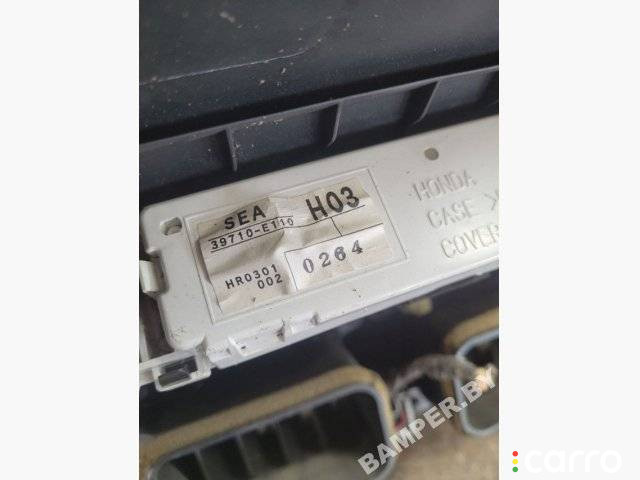 SEA H03
39710-E110
HR0301
002
0264
HONDA
CASE >
COVER
BAMPER.BY
carro